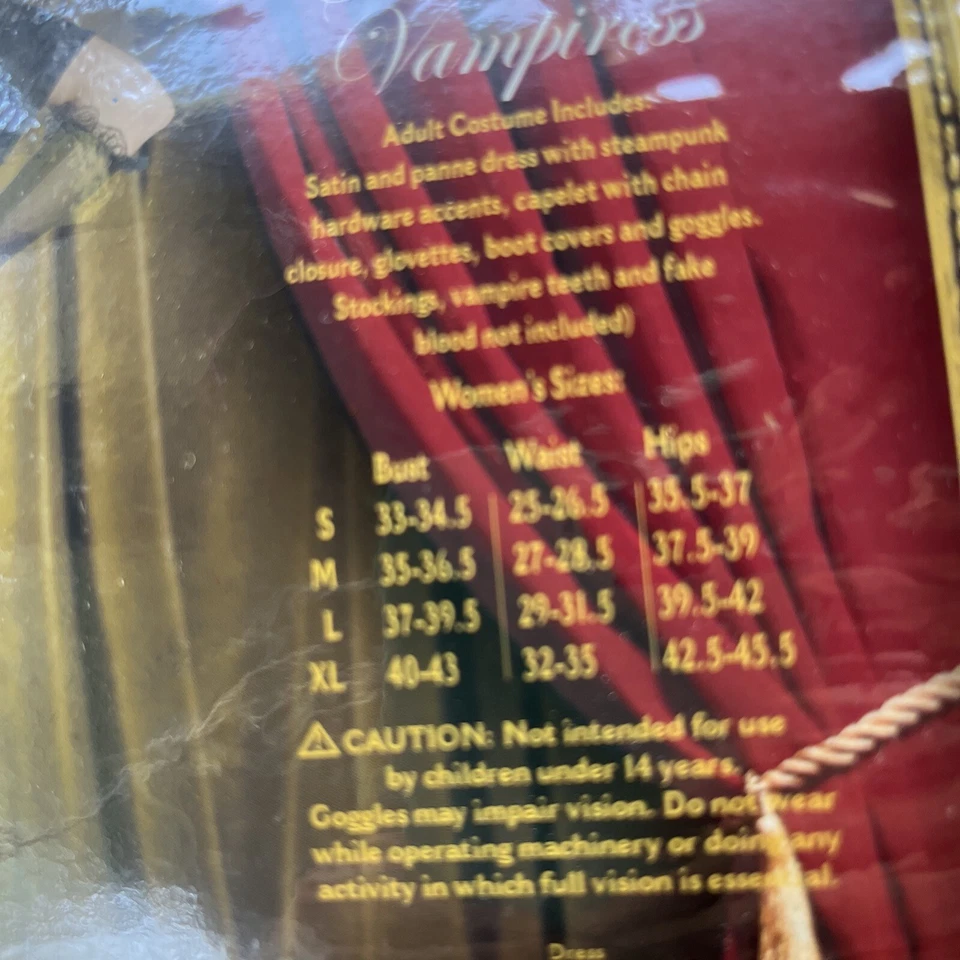 Vampiress
Adult Costume Includes:
Satin and panne dress with steampunk
hardware accents, capelet with chain
closure, glovettes, boot covers and goggles.
Stockings, vampire teeth and fake
blood not included)
Women's Sizes:
Bust Waist Hips
S 33-34.5 25-26.5 35.5-37
M 35-36.5 27-28.5 37.5-39
L 37-39.5 29-31.5 39.5-42
XL 40-43 32-35 42.5-45.5
⚠CAUTION: Not intended for use
by children under 14 years.
Goggles may impair vision. Do not wear
while operating machinery or doing any
activity in which full vision is essential.
Dress